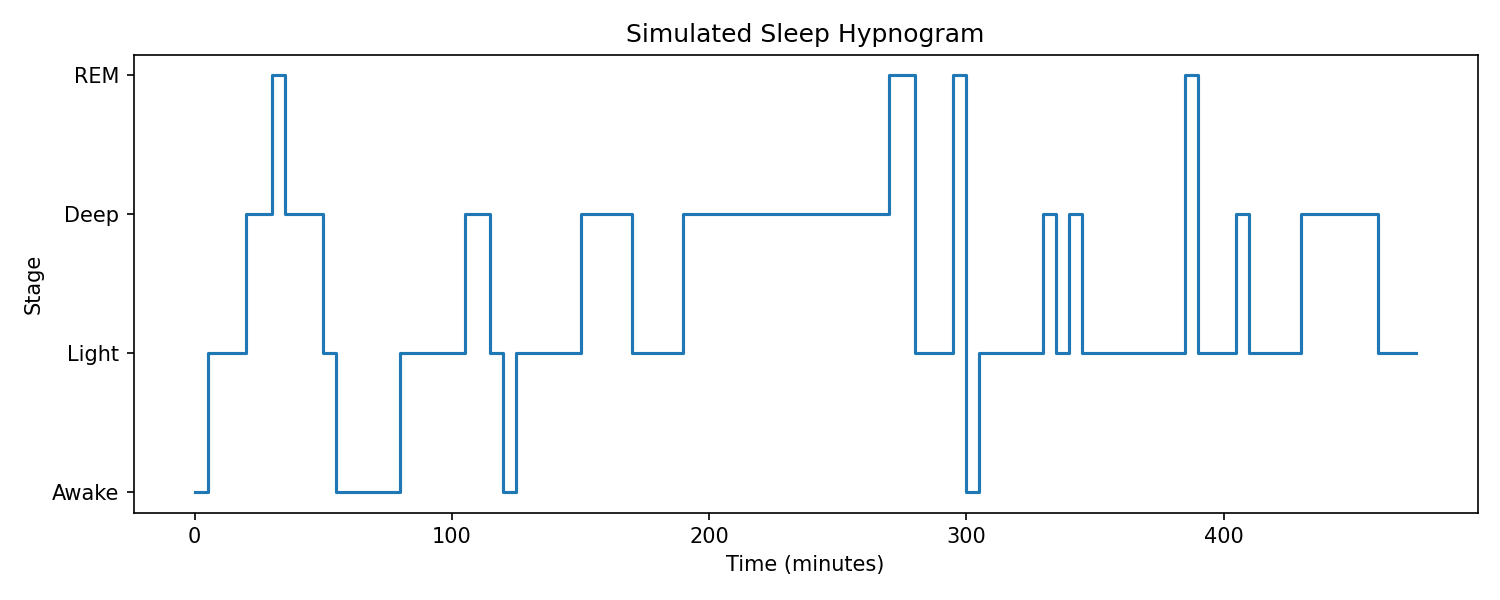 Simulated Sleep Hypnogram
REM
Deep
Light
Awake
Stage
0
100
200
300
400
Time (minutes)